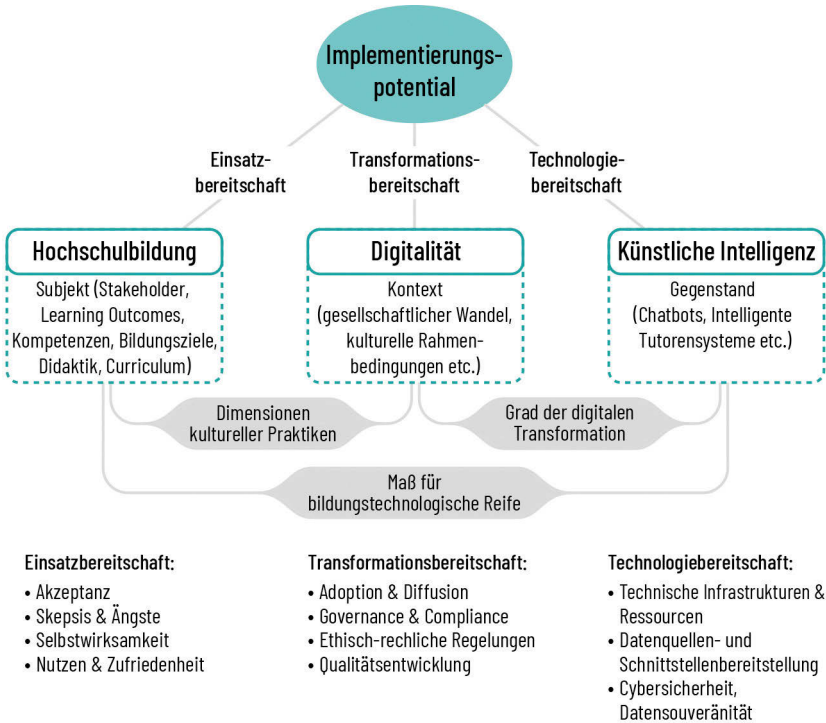 Implementierungs-
potential
Einsatz-
bereitschaft
Transformations-
bereitschaft
Technologie-
bereitschaft
Hochschulbildung
Subjekt (Stakeholder,
Learning Outcomes,
Kompetenzen, Bildungsziele,
Didaktik, Curriculum)
Digitalität
Kontext
(gesellschaftlicher Wandel,
kulturelle Rahmen-
bedingungen etc.)
Künstliche Intelligenz
Gegenstand
(Chatbots, Intelligente
Tutorensysteme etc.)
Dimensionen
kultureller Praktiken
Grad der digitalen
Transformation
Maß für
bildungstechnologische Reife
Einsatzbereitschaft:
• Akzeptanz
• Skepsis & Ängste
• Selbstwirksamkeit
• Nutzen & Zufriedenheit
Transformationsbereitschaft:
• Adoption & Diffusion
• Governance & Compliance
• Ethisch-rechliche Regelungen
• Qualitätsentwicklung
Technologiebereitschaft:
• Technische Infrastrukturen &
Ressourcen
• Datenquellen- und
Schnittstellenbereitstellung
• Cybersicherheit,
Datensouveränität